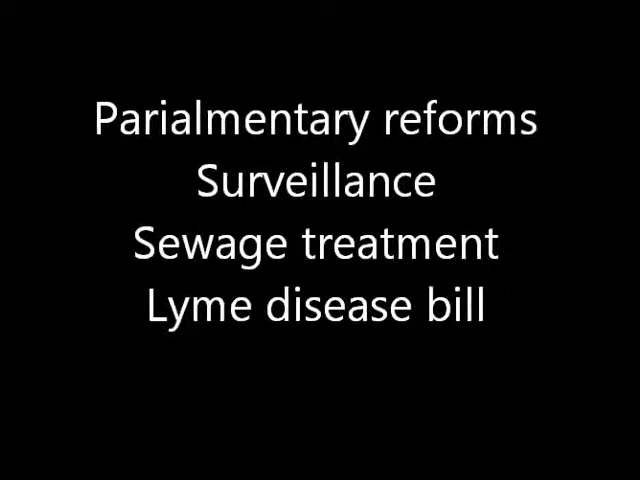 Parialmentary reforms
Surveillance
Sewage treatment
Lyme disease bill